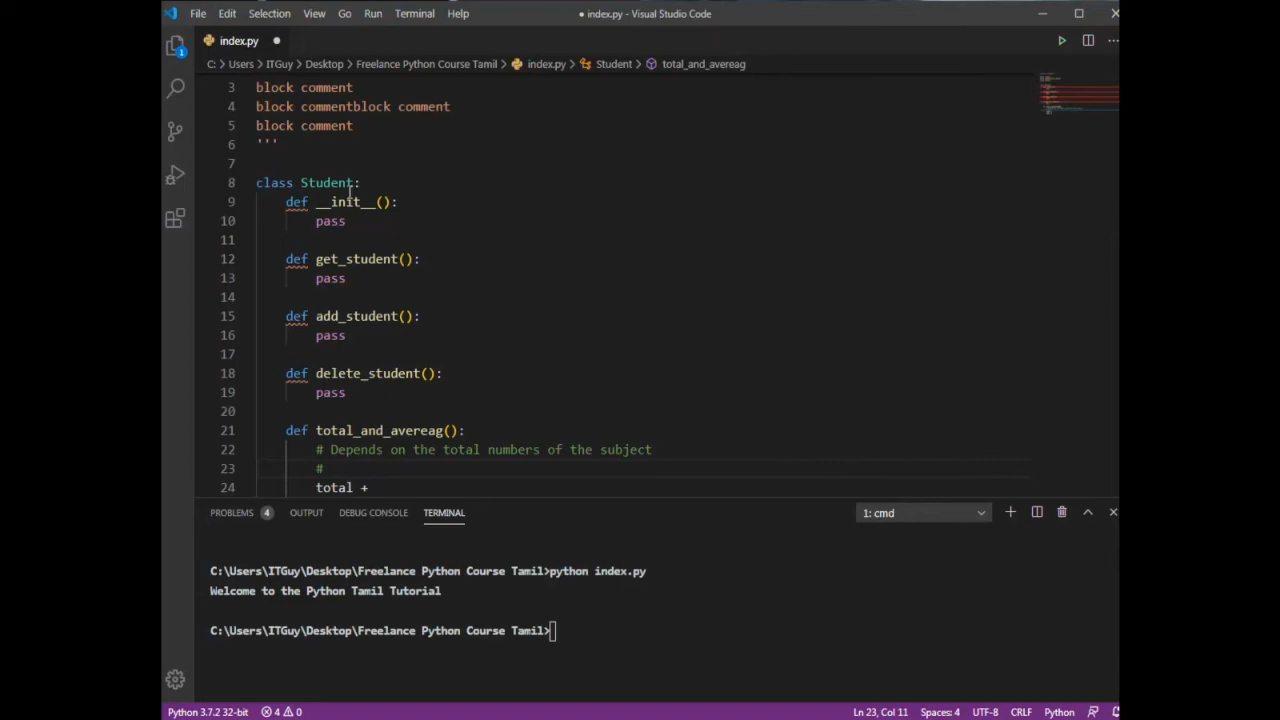 File Edit Selection View Go Run Terminal Help ● index.py - Visual Studio Code
index.py ●
C: > Users > ITGuy > Desktop > Freelance Python Course Tamil > index.py > Student > total_and_avereag
3 block comment
4 block commentblock comment
5 block comment
6 '''
7
8 class Student:
9 def __init__():
10 pass
11
12 def get_student():
13 pass
14
15 def add_student():
16 pass
17
18 def delete_student():
19 pass
20
21 def total_and_avereag():
22 # Depends on the total numbers of the subject
23 #
24 total +
PROBLEMS 4 OUTPUT DEBUG CONSOLE TERMINAL 1: cmd
C:\Users\ITGuy\Desktop\Freelance Python Course Tamil>python index.py
Welcome to the Python Tamil Tutorial
C:\Users\ITGuy\Desktop\Freelance Python Course Tamil>
Python 3.7.2 32-bit 4 0 Ln 23, Col 11 Spaces: 4 UTF-8 CRLF Python
1